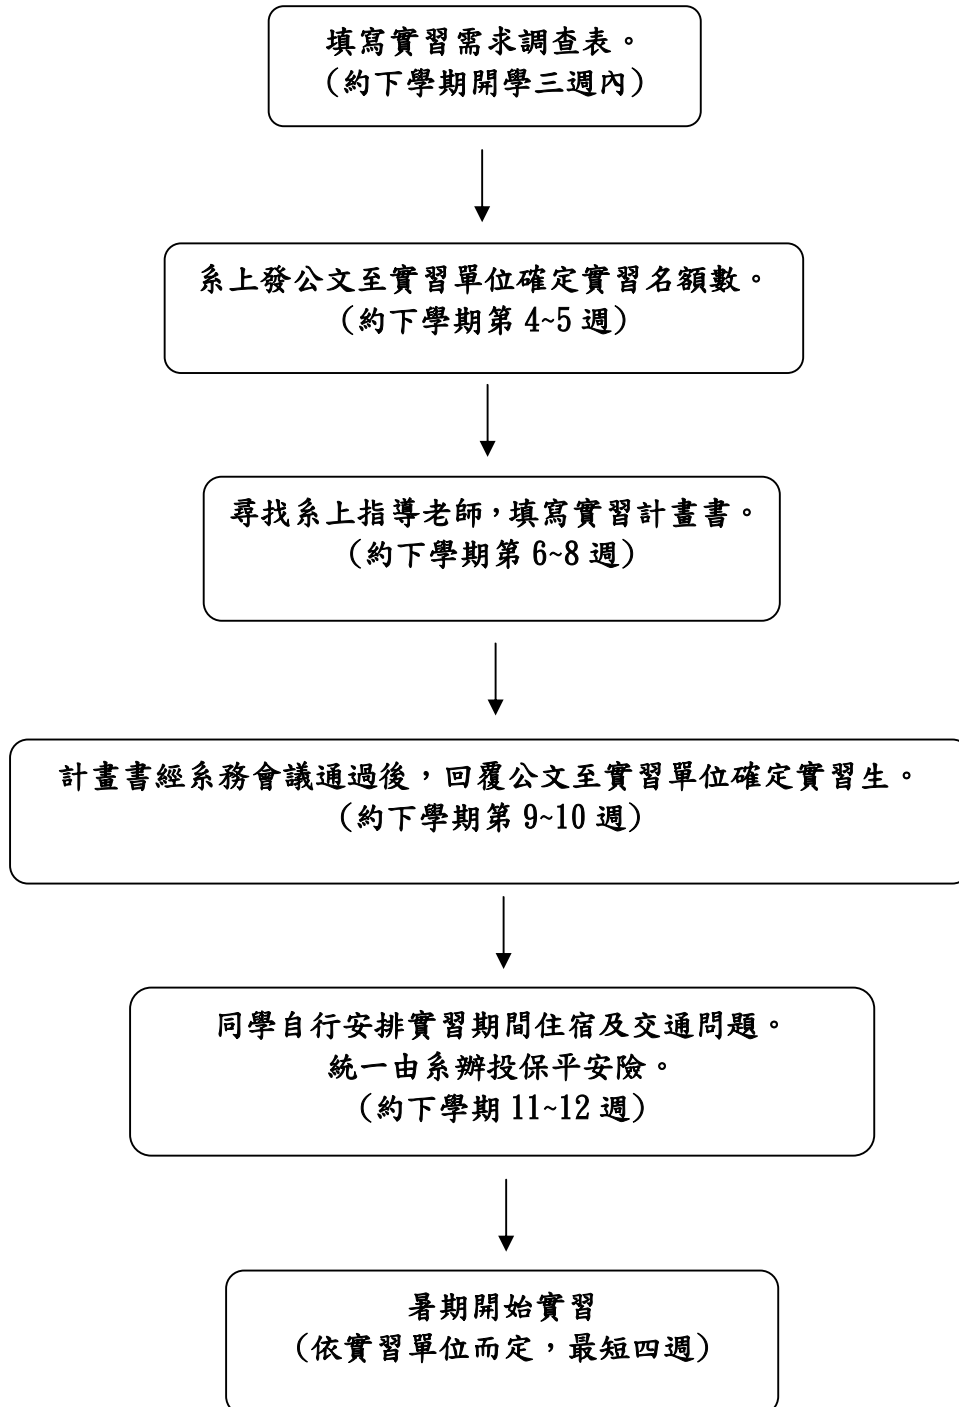 填寫實習需求調查表。
(約下學期開學三週內)
系上發公文至實習單位確定實習名額數。
(約下學期第 4~5 週)
尋找系上指導老師，填寫實習計畫書。
(約下學期第 6~8 週)
計畫書經系務會議通過後，回覆公文至實習單位確定實習生。
(約下學期第 9~10 週)
同學自行安排實習期間住宿及交通問題。
統一由系辦投保平安險。
(約下學期 11~12 週)
暑期開始實習
(依實習單位而定，最短四週)